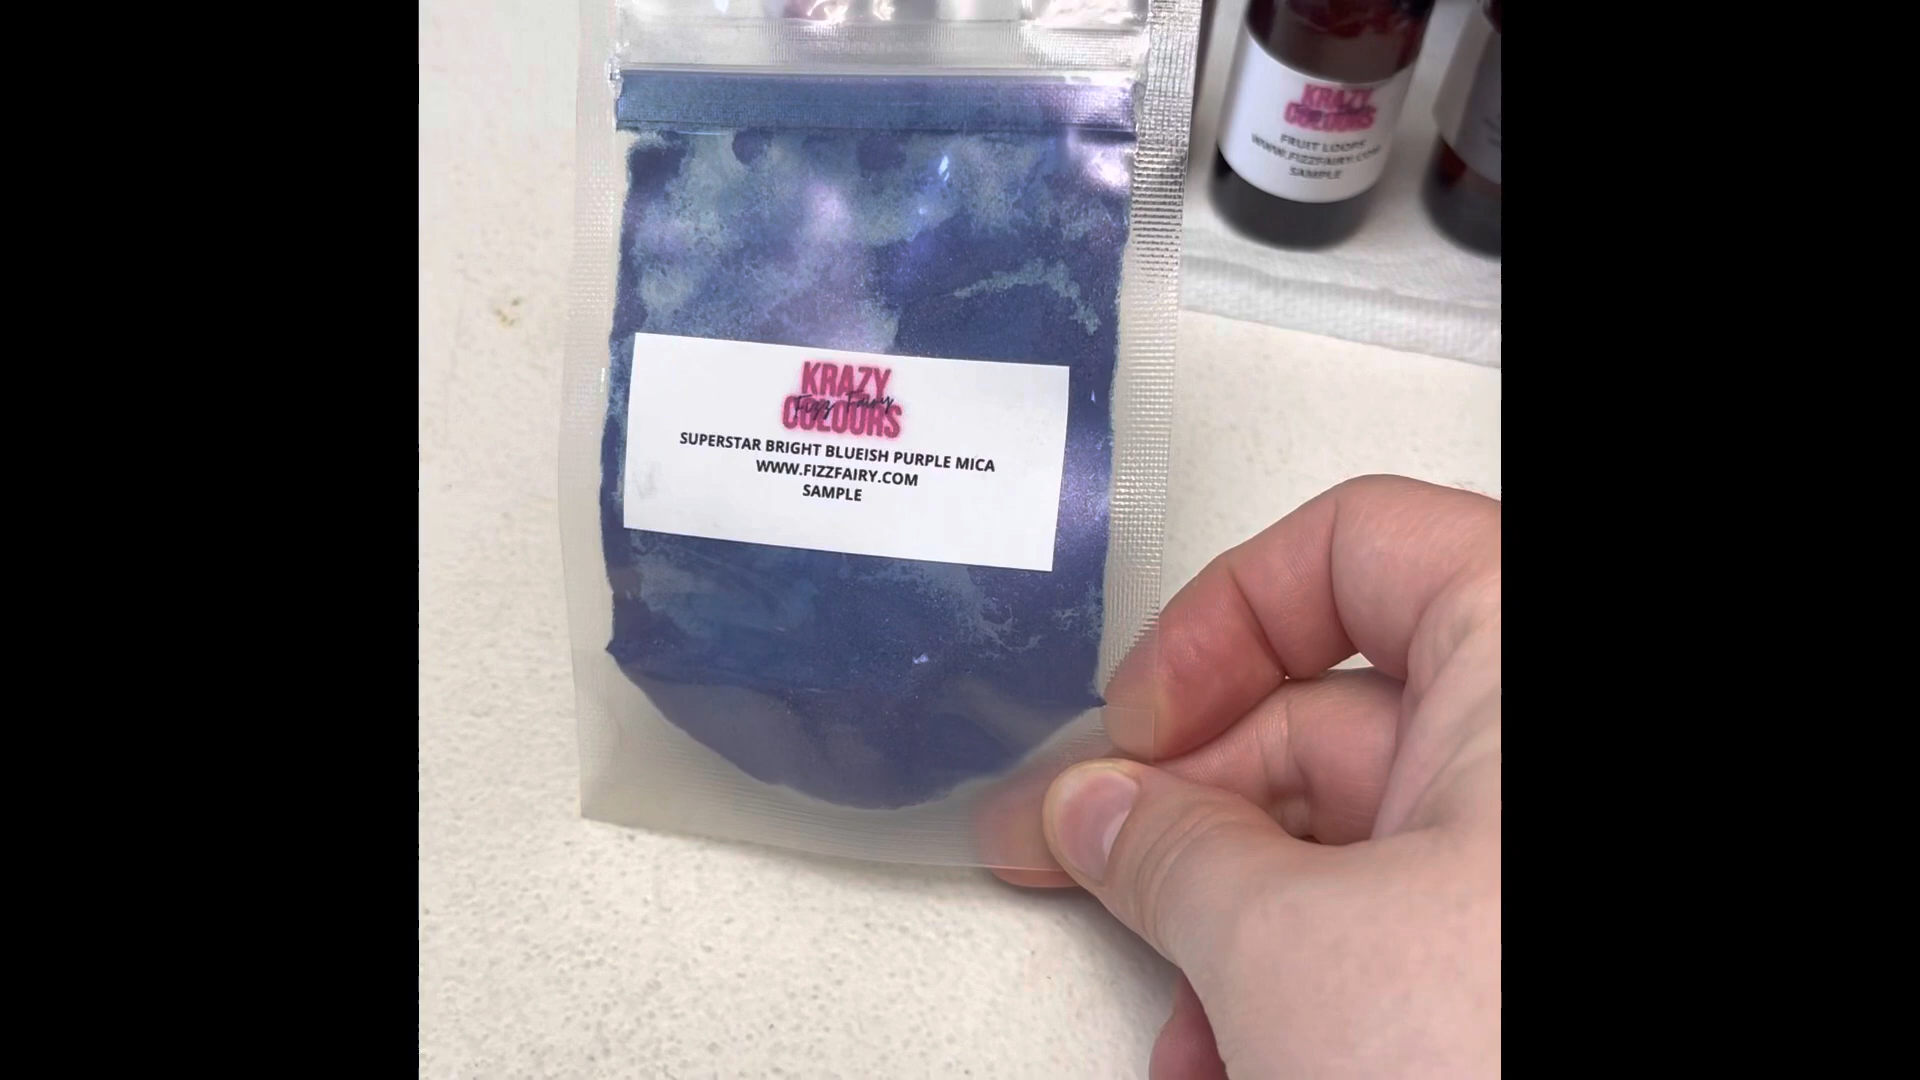 KRAZY
Fizz Fairy
COLOURS
SUPERSTAR BRIGHT BLUEISH PURPLE MICA
WWW.FIZZFAIRY.COM
SAMPLE
KRAZY
COLOURS
FRUIT LOOPS
WWW.FIZZFAIRY.COM
SAMPLE